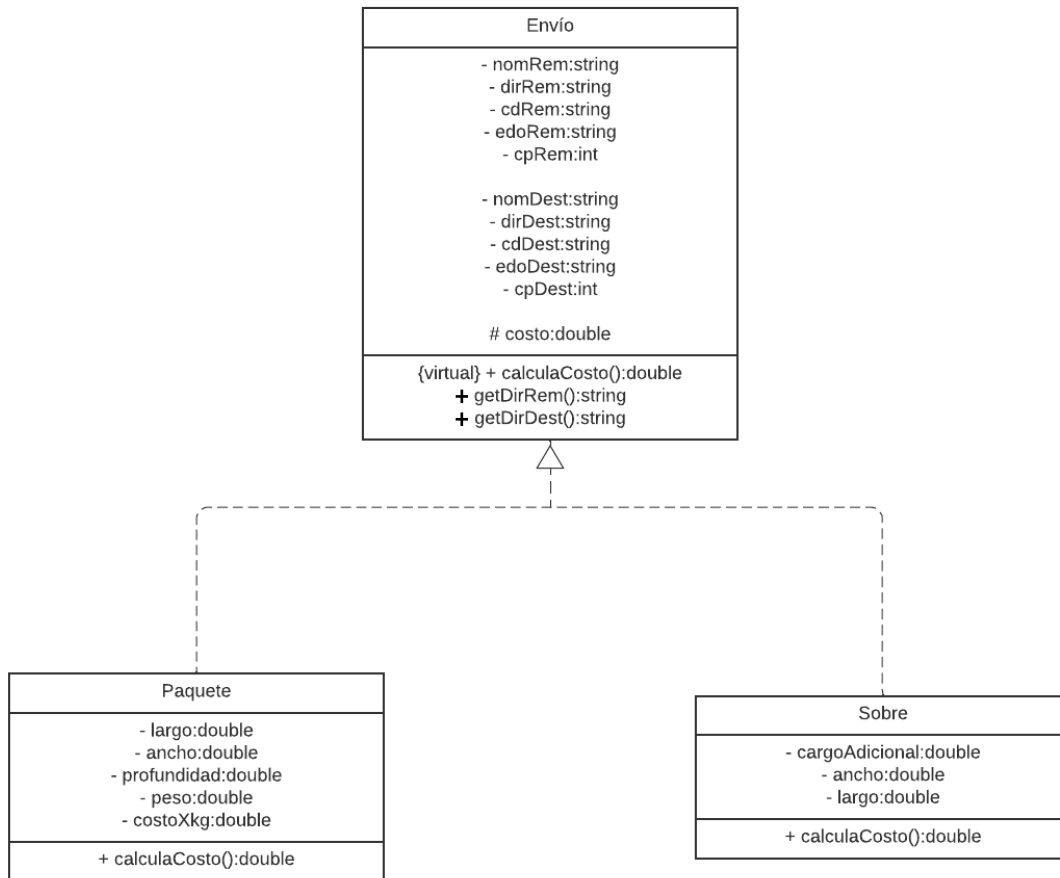 Envío
- nomRem:string
- dirRem:string
- cdRem:string
- edoRem:string
- cpRem:int
- nomDest:string
- dirDest:string
- cdDest:string
- edoDest:string
- cpDest:int
# costo:double
{virtual} + calculaCosto():double
+ getDirRem():string
+ getDirDest():string
Paquete
- largo:double
- ancho:double
- profundidad:double
- peso:double
- costoXkg:double
+ calculaCosto():double
Sobre
- cargoAdicional:double
- ancho:double
- largo:double
+ calculaCosto():double